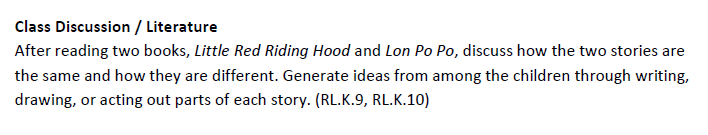 Class Discussion / Literature
After reading two books, Little Red Riding Hood and Lon Po Po, discuss how the two stories are
the same and how they are different. Generate ideas from among the children through writing,
drawing, or acting out parts of each story. (RL.K.9, RL.K.10)